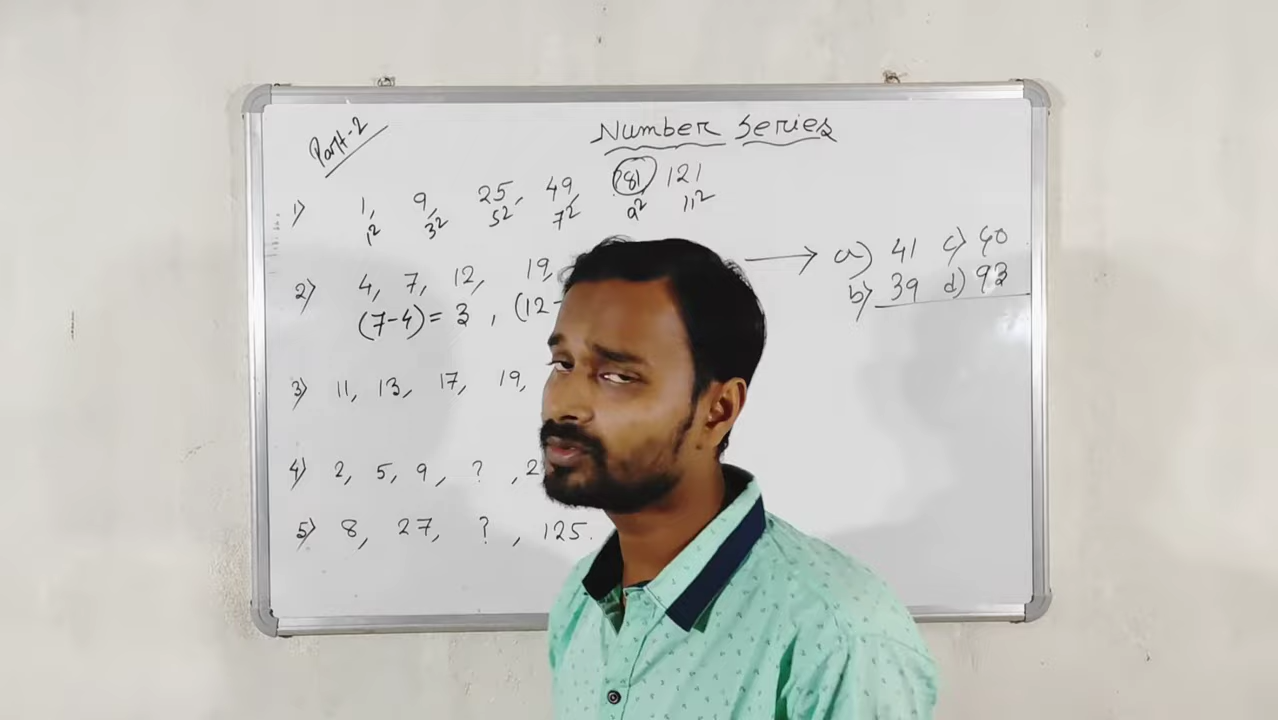 Part-2
Number Series
1) 1, 9, 25, 49, 81 121
1² 3² 5² 7² 9² 11²
2) 4, 7, 12, 19,
(7-4) = 3 , (12-
→ a) 41 c) 40
b) 39 d) 93
3) 11, 13, 17, 19,
4) 2, 5, 9, ? , 2
5) 8, 27, ? , 125.